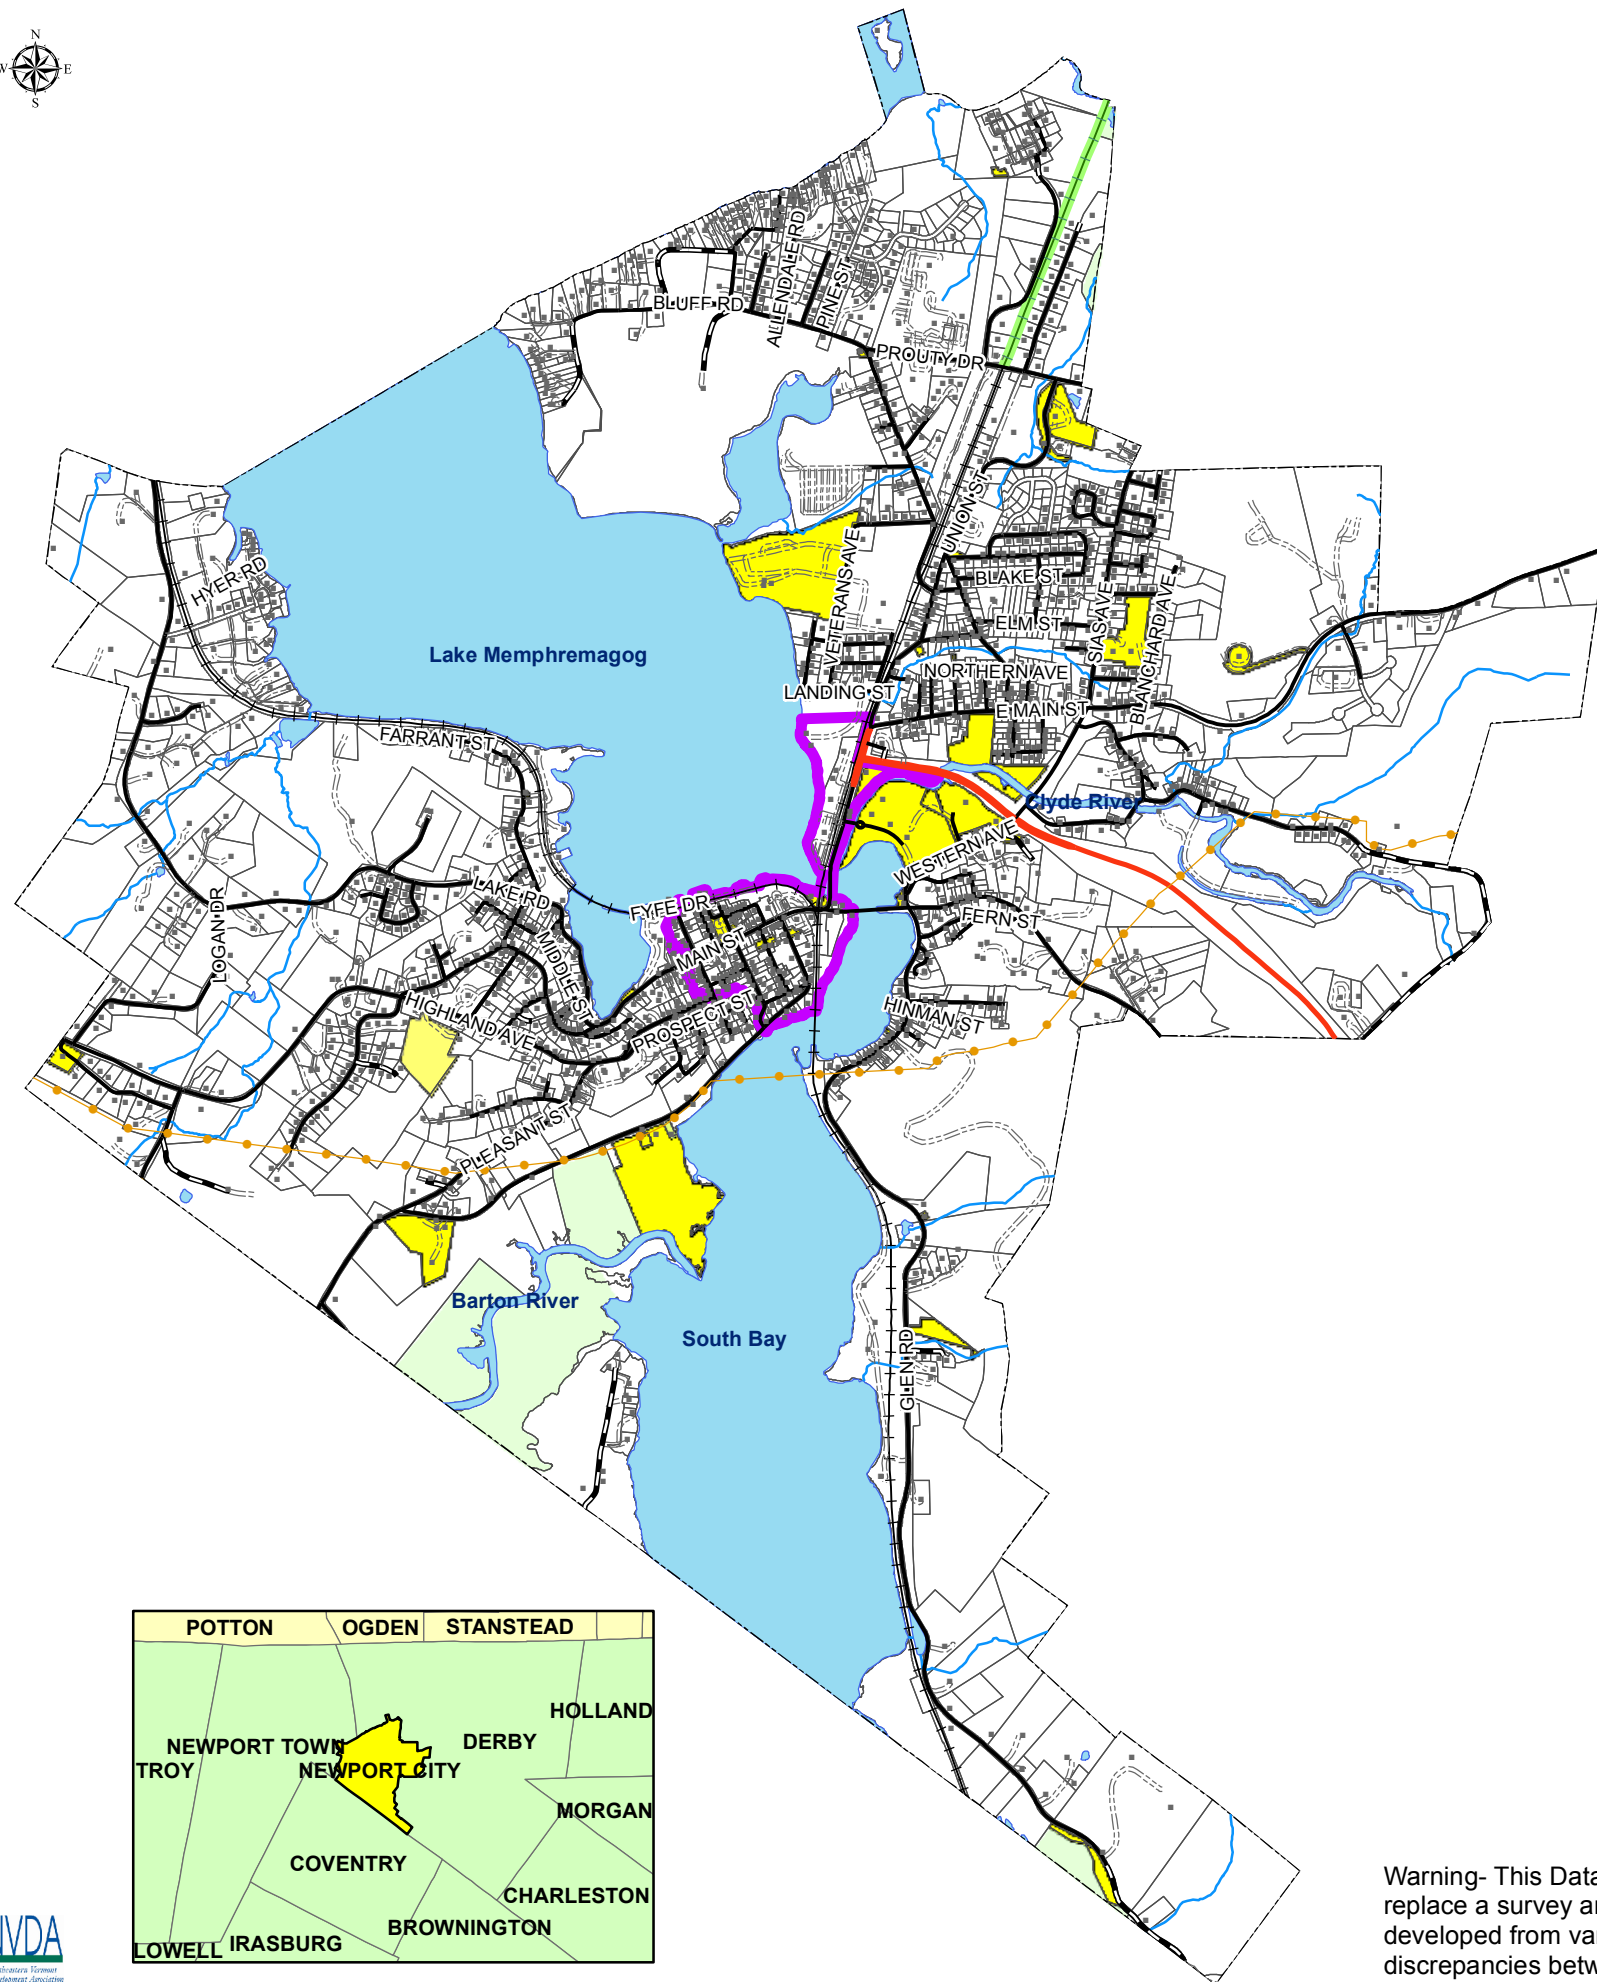 N
W E
S
ALLENDALE RD
PINE ST
BLUFF RD
PROUTY DR
UNION ST
HYER RD
VETERANS AVE
BLAKE ST
ELM ST
SIAS AVE
BLANCHARD AVE
Lake Memphremagog
NORTHERN AVE
LANDING ST
E MAIN ST
FARRANT ST
Clyde River
WESTERN AVE
LAKE RD
FYFE DR
FERN ST
LOGAN DR
MIDDLE ST
MAIN ST
HIGHLAND AVE
PROSPECT ST
HINMAN ST
PLEASANT ST
Barton River
South Bay
GLEN RD
POTTON OGDEN STANSTEAD
HOLLAND
NEWPORT TOWN DERBY
TROY NEWPORT CITY
MORGAN
COVENTRY
CHARLESTON
BROWNINGTON
LOWELL IRASBURG
NVDA
Vermont
Association
Warning- This Data
replace a survey
developed from
discrepancies